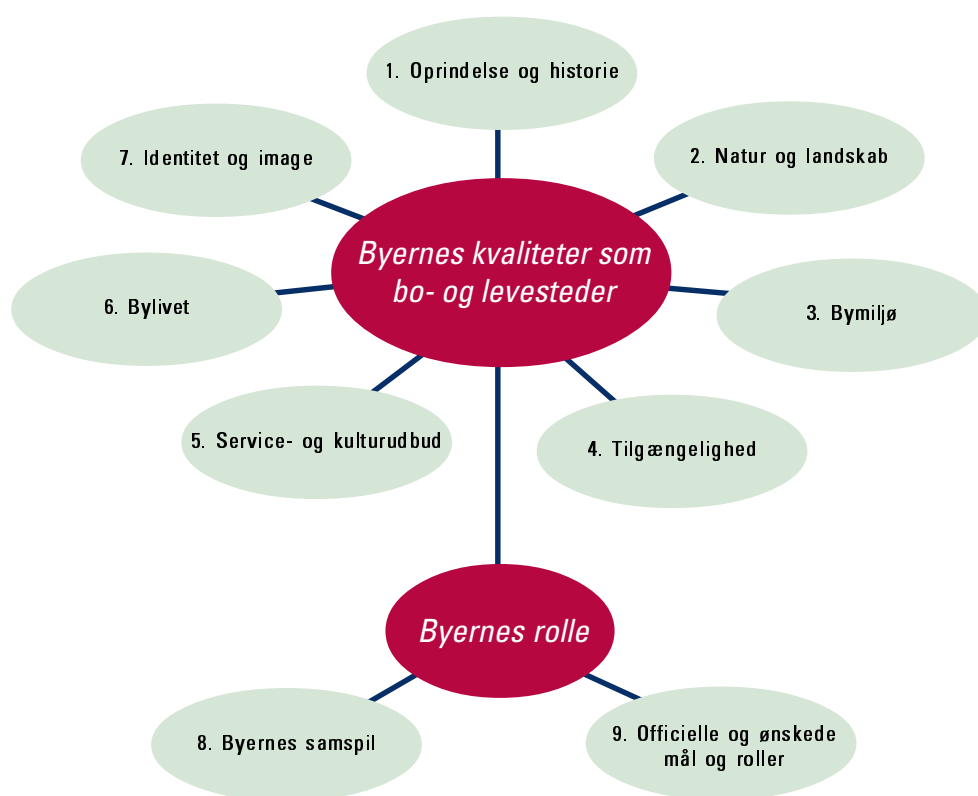 1. Oprindelse og historie
7. Identitet og image
2. Natur og landskab
Byernes kvaliteter som
bo- og levesteder
6. Bylivet
3. Bymiljø
5. Service- og kulturudbud
4. Tilgængelighed
Byernes rolle
8. Byernes samspil
9. Officielle og ønskede
mål og roller